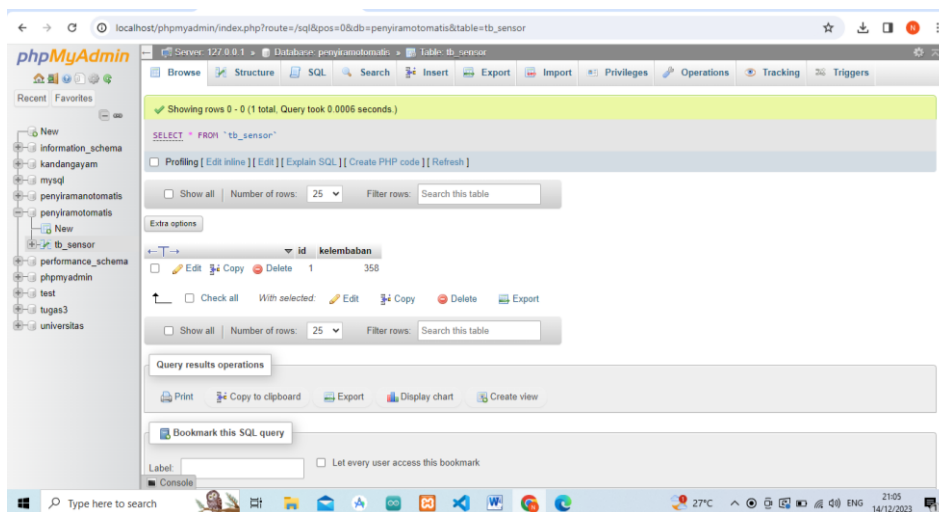 localhost/phpmyadmin/index.php?route=/sql&pos=0&db=penyiramotomatis&table=tb_sensor
N
phpMyAdmin
Recent Favorites
New
information_schema
kandangayam
mysql
penyiramanotomatis
penyiramotomatis
New
tb_sensor
performance_schema
phpmyadmin
test
tugas3
universitas
Server: 127.0.0.1 » Database: penyiramotomatis » Table: tb_sensor
Browse Structure SQL Search Insert Export Import Privileges Operations Tracking Triggers
Showing rows 0 - 0 (1 total, Query took 0.0006 seconds.)
SELECT * FROM `tb_sensor`
Profiling [ Edit inline ] [ Edit ] [ Explain SQL ] [ Create PHP code ] [ Refresh ]
Show all Number of rows: 25 Filter rows: Search this table
Extra options
id kelembaban
Edit Copy Delete 1 358
Check all With selected: Edit Copy Delete Export
Show all Number of rows: 25 Filter rows: Search this table
Query results operations
Print Copy to clipboard Export Display chart Create view
Bookmark this SQL query
Label: Let every user access this bookmark
Console
Type here to search
27°C ENG 21:05
14/12/2023